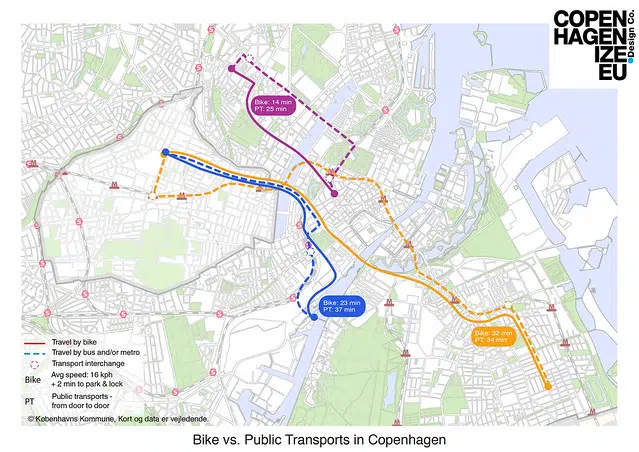 COPEN
HAGEN
IZE
EU
Design Co.
Bike: 14 min
PT: 25 min
Bike: 23 min
PT: 37 min
Bike: 32 min
PT: 34 min
Travel by bike
Travel by bus and/or metro
Transport interchange
Bike
Avg speed: 16 kph
+ 2 min to park & lock
PT
Public transports -
from door to door
© Københavns Kommune, Kort og data er vejledende.
Bike vs. Public Transports in Copenhagen